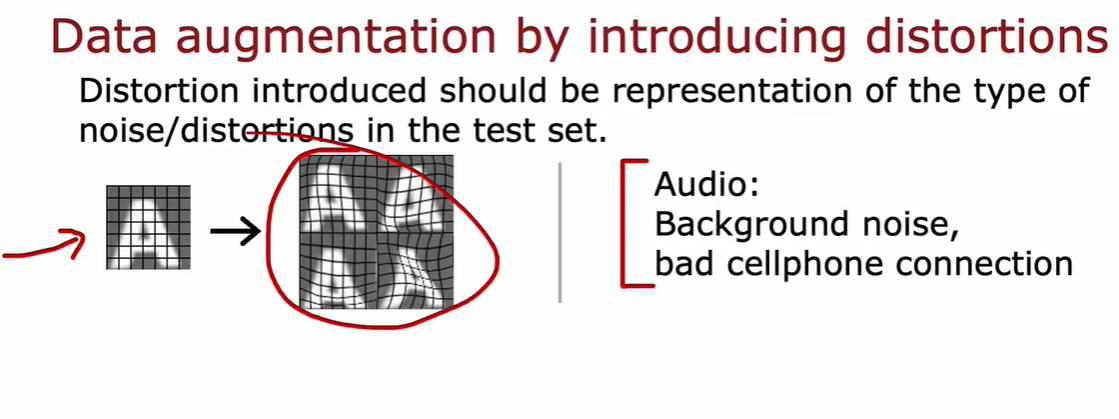 Data augmentation by introducing distortions
Distortion introduced should be representation of the type of
noise/distortions in the test set.
A
A A
A A
Audio:
Background noise,
bad cellphone connection